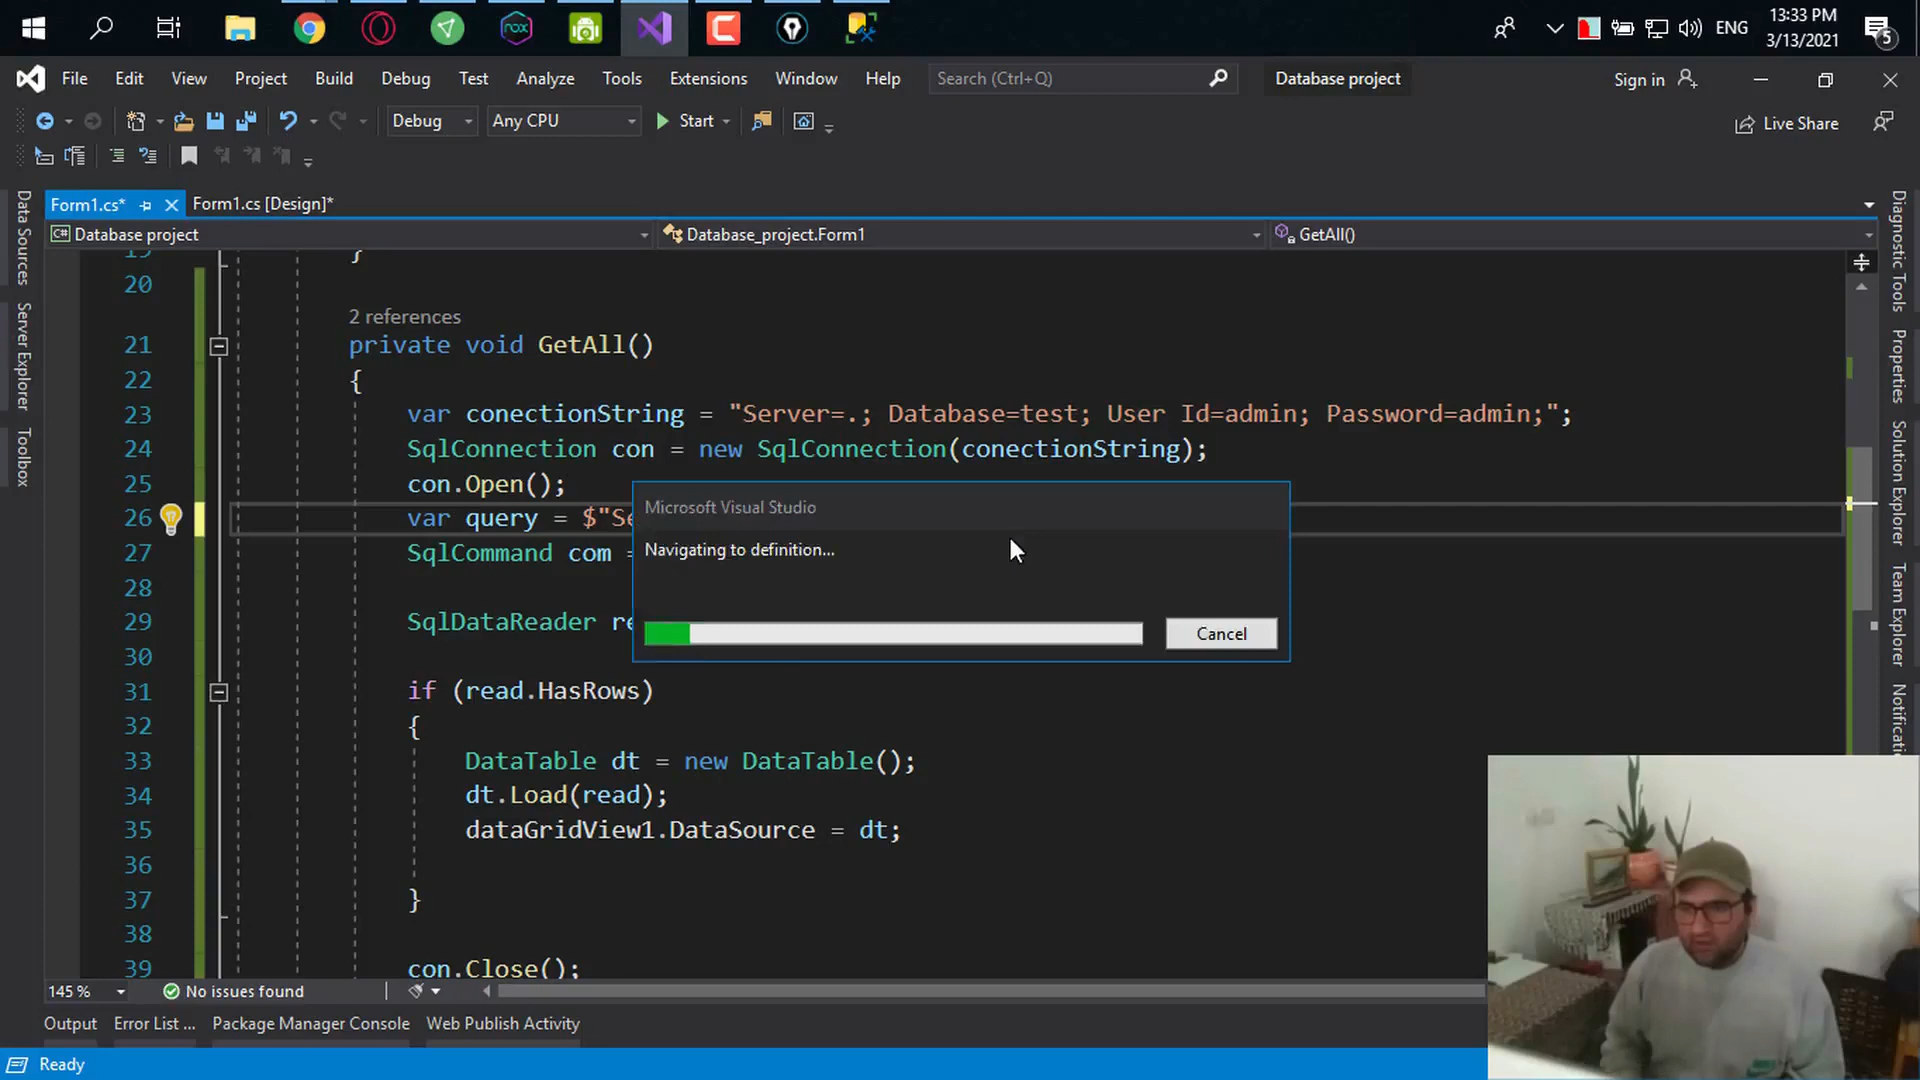 ENG
13:33 PM
3/13/2021
5
File Edit View Project Build Debug Test Analyze Tools Extensions Window Help
Search (Ctrl+Q)
Database project
Sign in
Debug
Any CPU
Start
Live Share
Form1.cs*
Form1.cs [Design]*
Database project
Database_project.Form1
GetAll()
Data Sources
Server Explorer
Toolbox
19 }
20
2 references
21 private void GetAll()
22 {
23 var conectionString = "Server=.; Database=test; User Id=admin; Password=admin;";
24 SqlConnection con = new SqlConnection(conectionString);
25 con.Open();
26 var query = $"Se
27 SqlCommand com =
28
29 SqlDataReader re
30
31 if (read.HasRows)
32 {
33 DataTable dt = new DataTable();
34 dt.Load(read);
35 dataGridView1.DataSource = dt;
36
37 }
38
39 con.Close();
Microsoft Visual Studio
Navigating to definition...
Cancel
Diagnostic Tools
Properties
Solution Explorer
Team Explorer
145 %
No issues found
Output
Error List ...
Package Manager Console
Web Publish Activity
Ready